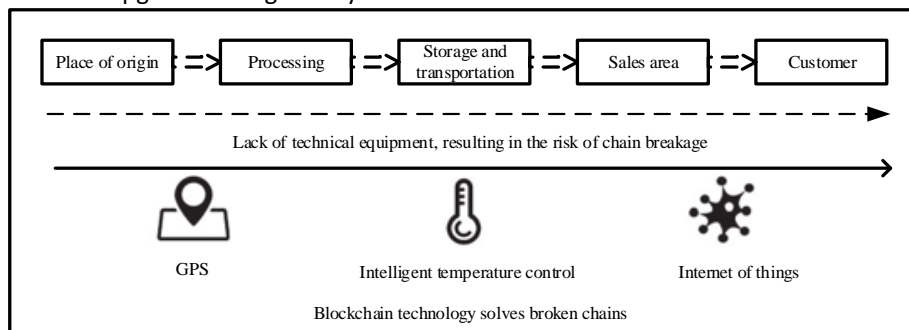 Place of origin
Processing
Storage and
transportation
Sales area
Customer
Lack of technical equipment, resulting in the risk of chain breakage
GPS
Intelligent temperature control
Internet of things
Blockchain technology solves broken chains